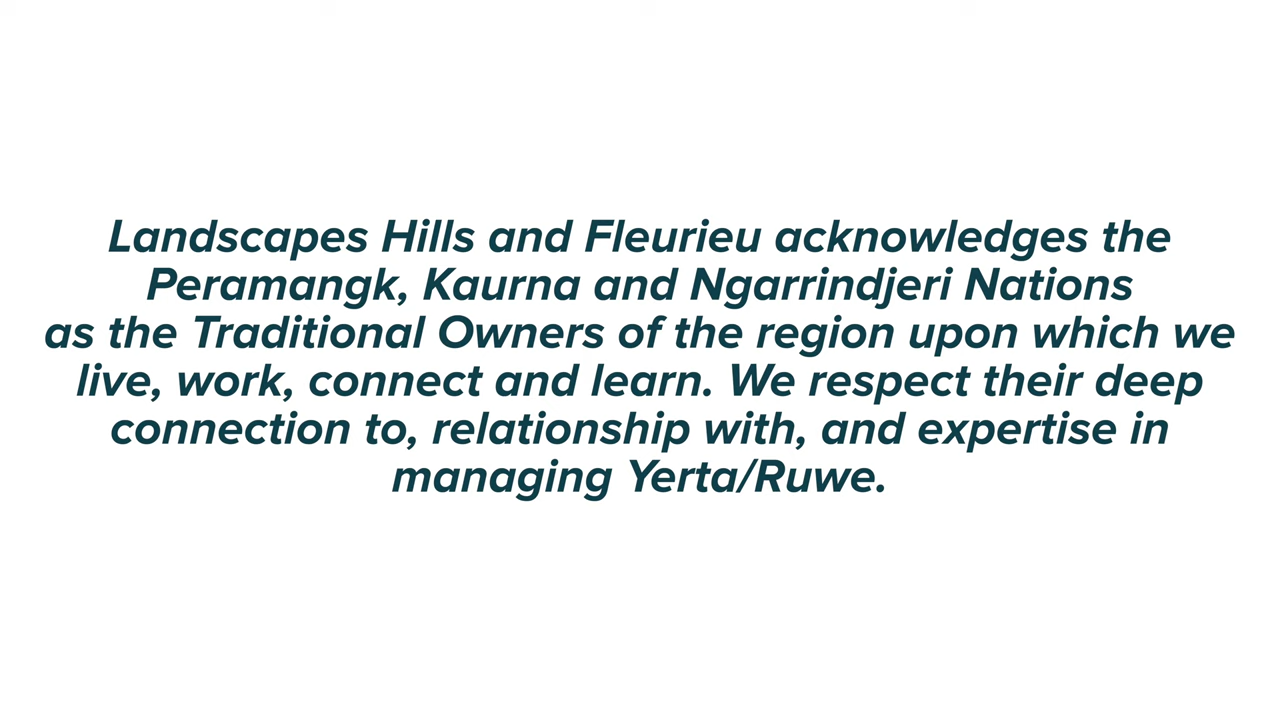 Landscapes Hills and Fleurieu acknowledges the
Peramangk, Kaurna and Ngarrindjeri Nations
as the Traditional Owners of the region upon which we
live, work, connect and learn. We respect their deep
connection to, relationship with, and expertise in
managing Yerta/Ruwe.